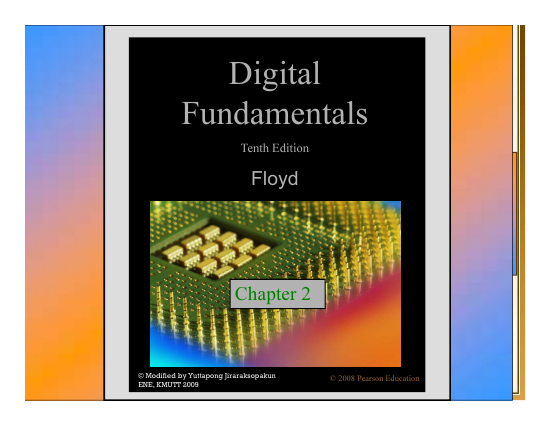 Digital
Fundamentals
Tenth Edition
Floyd
Chapter 2
© Modified by Yuttapong Jiraraksopakun
ENE, KMUTT 2009
© 2008 Pearson Education